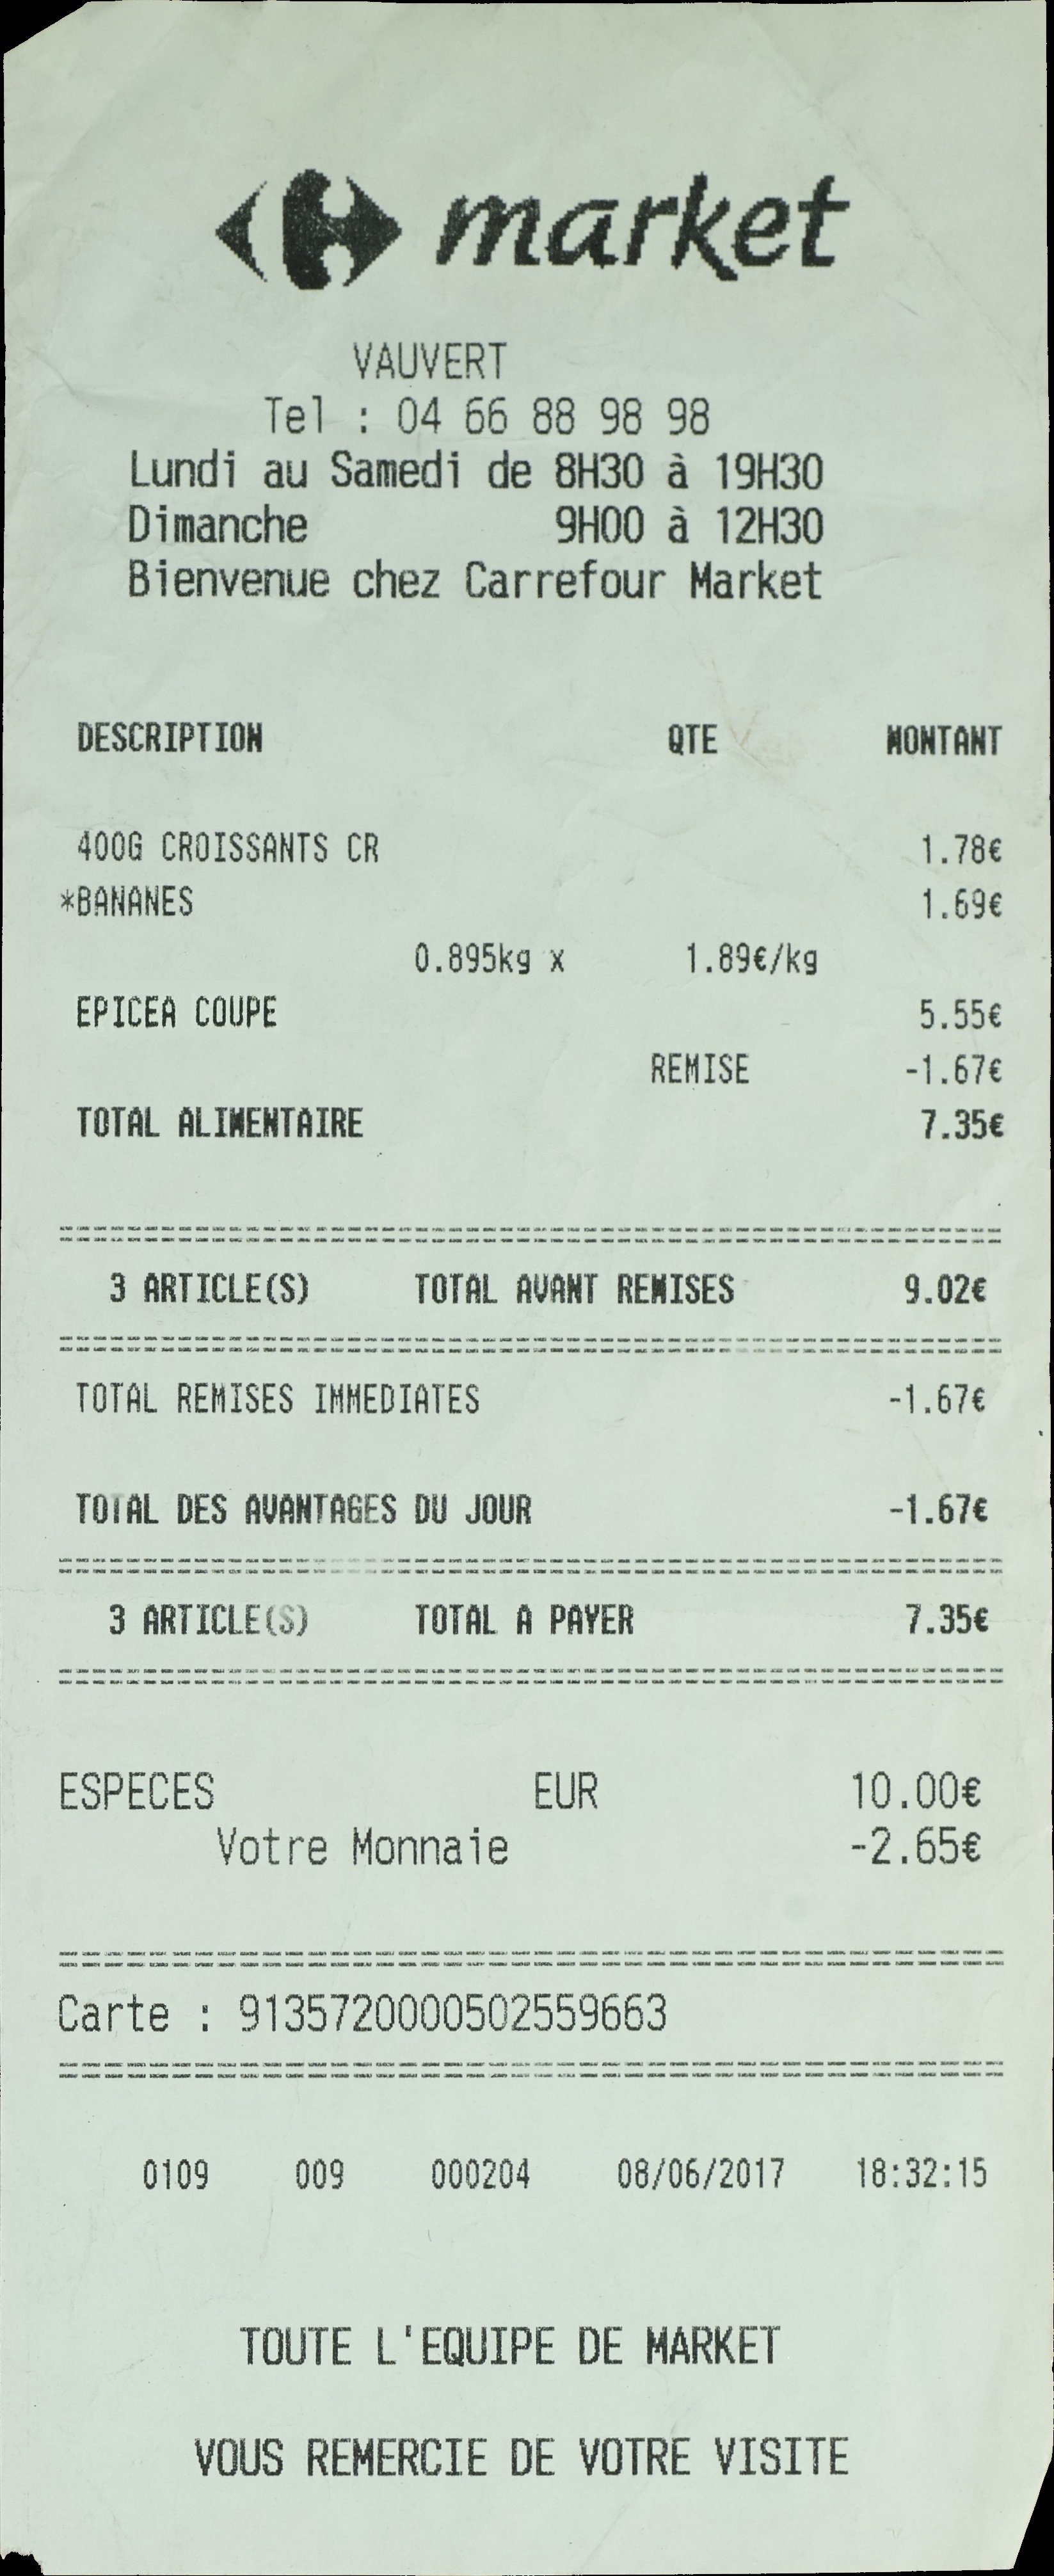 market
VAUVERT
Tel : 04 66 88 98 98
Lundi au Samedi de 8H30 à 19H30
Dimanche 9H00 à 12H30
Bienvenue chez Carrefour Market
DESCRIPTION QTE MONTANT
400G CROISSANTS CR 1.78€
*BANANES 1.69€
0.895kg x 1.89€/kg
EPICEA COUPE 5.55€
REMISE -1.67€
TOTAL ALIMENTAIRE 7.35€
3 ARTICLE(S) TOTAL AVANT REMISES 9.02€
TOTAL REMISES IMMEDIATES -1.67€
TOTAL DES AVANTAGES DU JOUR -1.67€
3 ARTICLE(S) TOTAL A PAYER 7.35€
ESPECES EUR 10.00€
Votre Monnaie -2.65€
Carte : 9135720000502559663
0109 009 000204 08/06/2017 18:32:15
TOUTE L'EQUIPE DE MARKET
VOUS REMERCIE DE VOTRE VISITE